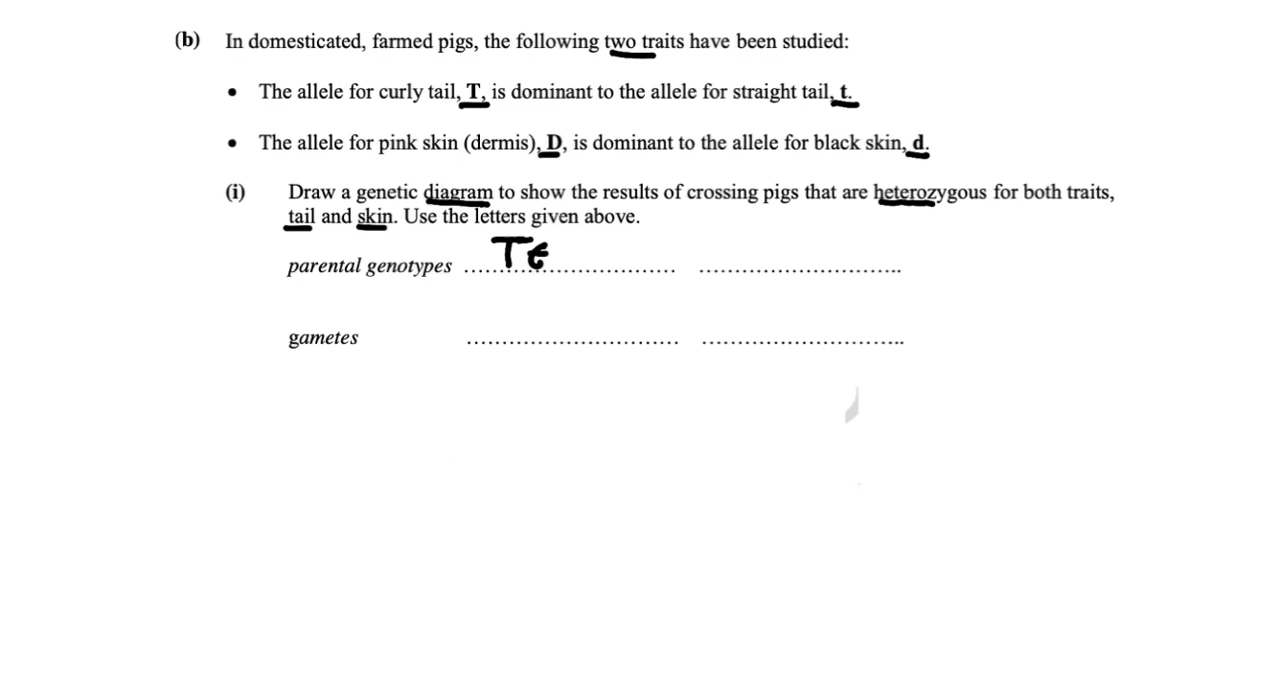 (b) In domesticated, farmed pigs, the following two traits have been studied:
• The allele for curly tail, T, is dominant to the allele for straight tail, t.
• The allele for pink skin (dermis), D, is dominant to the allele for black skin, d.
(i) Draw a genetic diagram to show the results of crossing pigs that are heterozygous for both traits,
tail and skin. Use the letters given above.
Tt
parental genotypes .............................. ..............................
gametes .............................. ..............................